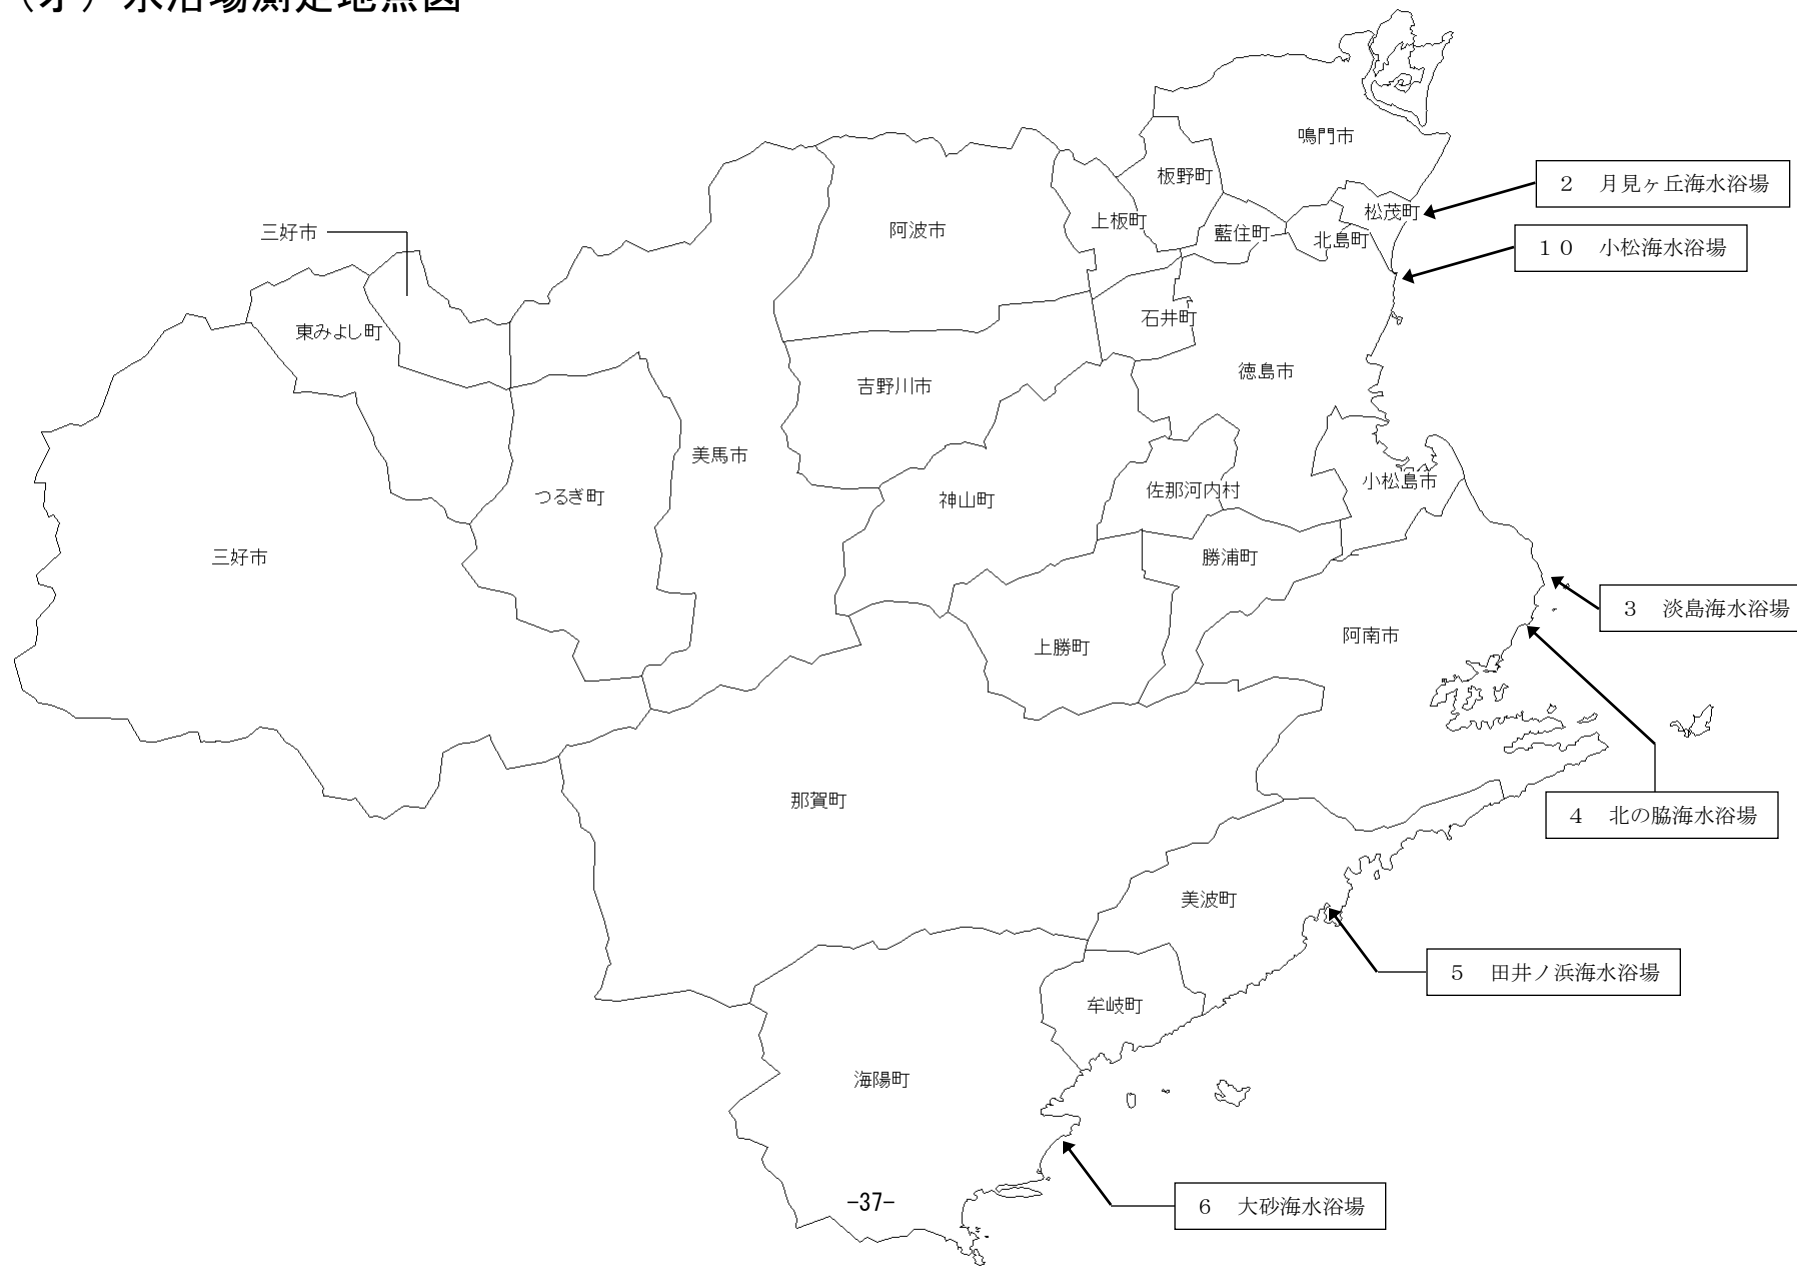 (オ) 水浴場測定地点図
鳴門市
板野町
2 月見ヶ丘海水浴場
松茂町
上板町
三好市
阿波市
藍住町
北島町
10 小松海水浴場
石井町
東みよし町
徳島市
吉野川市
美馬市
小松島市
つるぎ町
神山町
佐那河内村
三好市
勝浦町
3 淡島海水浴場
阿南市
上勝町
那賀町
4 北の脇海水浴場
美波町
5 田井ノ浜海水浴場
牟岐町
海陽町
-37-
6 大砂海水浴場